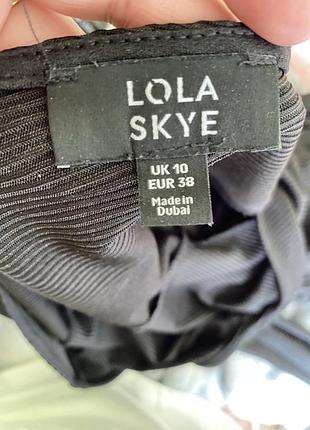 LOLA
SKYE
UK 10
EUR 38
Made in
Dubai